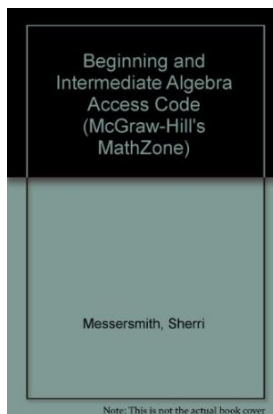 Beginning and
Intermediate Algebra
Access Code
(McGraw-Hill's
MathZone)
Messersmith, Sherri
Note: This is not the actual book cover